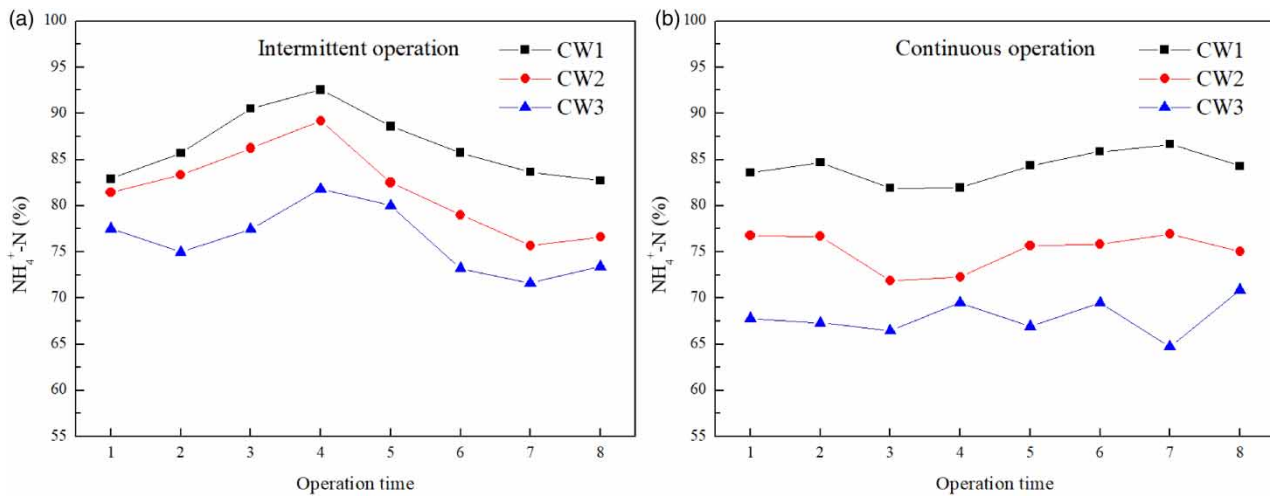 (a)
Intermittent operation
CW1
CW2
CW3
100
95
90
85
80
75
70
65
60
55
NH₄⁺-N (%)
1 2 3 4 5 6 7 8
Operation time
(b)
Continuous operation
CW1
CW2
CW3
100
95
90
85
80
75
70
65
60
55
NH₄⁺-N (%)
1 2 3 4 5 6 7 8
Operation time